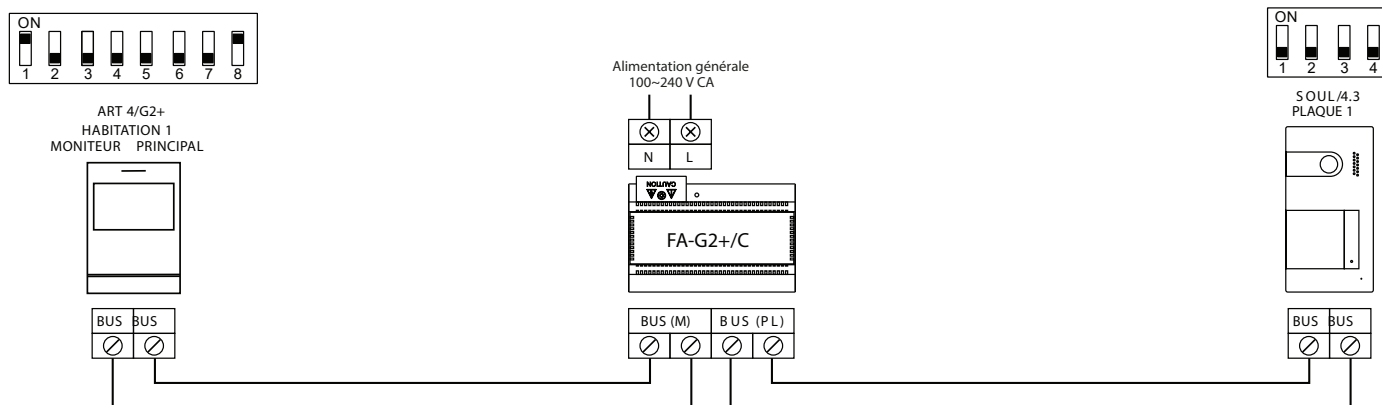 ON
1 2 3 4 5 6 7 8
ART 4/G2+
HABITATION 1
MONITEUR PRINCIPAL
BUS BUS
Alimentation générale
100~240 V CA
N L
CAUTION
FA-G2+/C
BUS (M) BUS (PL)
ON
1 2 3 4
SOUL/4.3
PLAQUE 1
BUS BUS